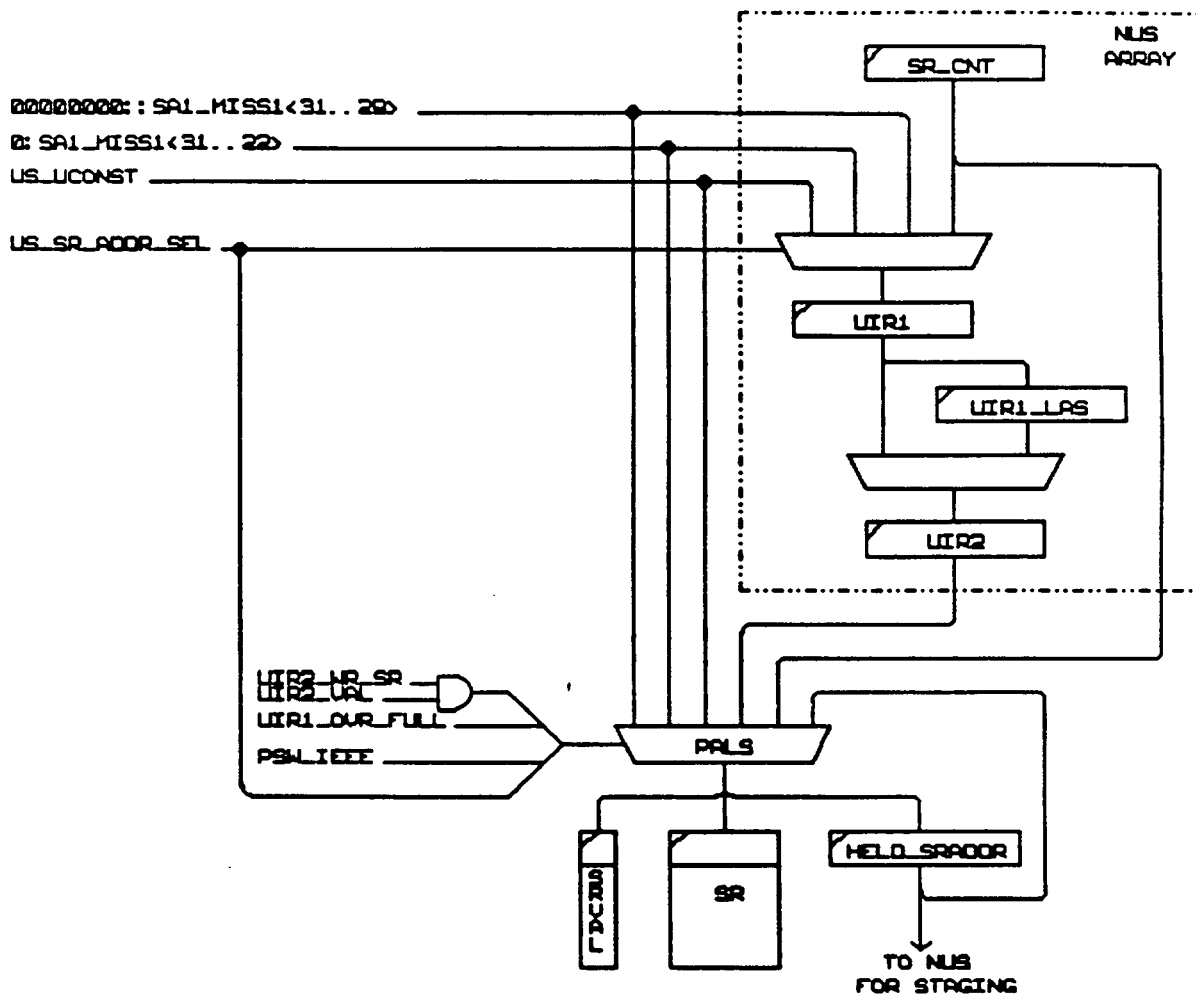 NUS
ARRAY
SR_CNT
00000000::SA1_MISS1<31..28>
0:SA1_MISS1<31..22>
US_UCONST
US_SR_ADDR_SEL
UIR1
UIR1_LAS
UIR2
UIR2_WR_SR
UIR2_VAL
UIR1_OVR_FULL
PSW_IEEE
PALS
SRVAL
SR
HELD_SRADDR
TO NUS
FOR STAGING